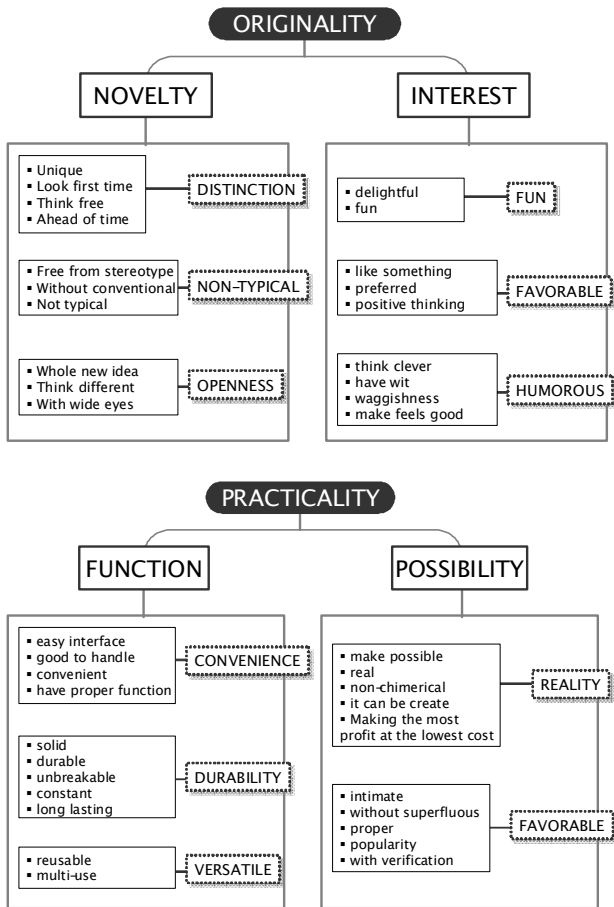 ORIGINALITY
NOVELTY
▪ Unique
▪ Look first time
▪ Think free
▪ Ahead of time
DISTINCTION
▪ Free from stereotype
▪ Without conventional
▪ Not typical
NON-TYPICAL
▪ Whole new idea
▪ Think different
▪ With wide eyes
OPENNESS
INTEREST
▪ delightful
▪ fun
FUN
▪ like something
▪ preferred
▪ positive thinking
FAVORABLE
▪ think clever
▪ have wit
▪ waggishness
▪ make feels good
HUMOROUS
PRACTICALITY
FUNCTION
▪ easy interface
▪ good to handle
▪ convenient
▪ have proper function
CONVENIENCE
▪ solid
▪ durable
▪ unbreakable
▪ constant
▪ long lasting
DURABILITY
▪ reusable
▪ multi-use
VERSATILE
POSSIBILITY
▪ make possible
▪ real
▪ non-chimerical
▪ it can be create
▪ Making the most
profit at the lowest cost
REALITY
▪ intimate
▪ without superfluous
▪ proper
▪ popularity
▪ with verification
FAVORABLE